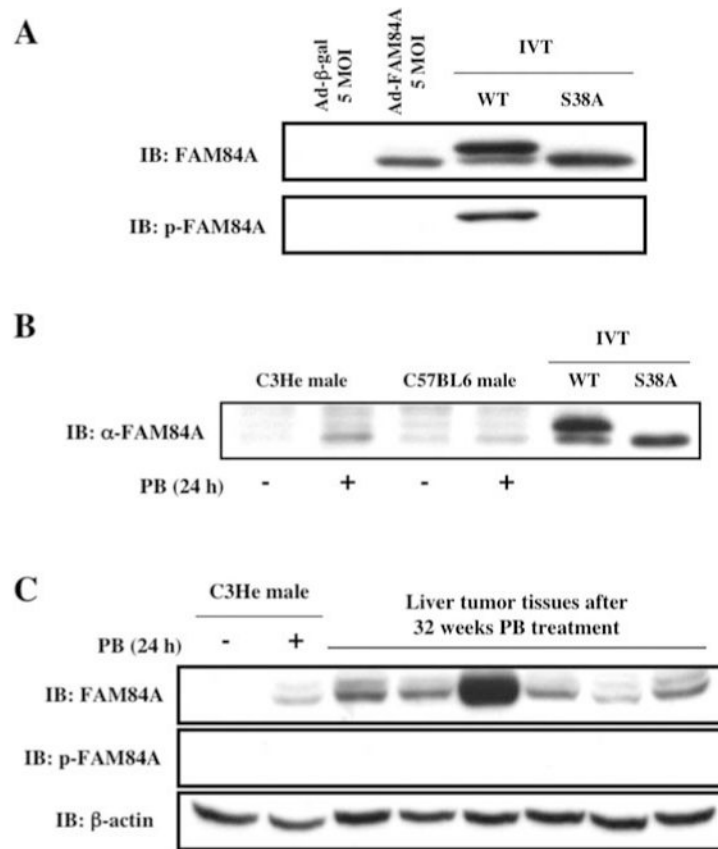 A
Ad-β-gal
5 MOI
Ad-FAM84A
5 MOI
IVT
WT S38A
IB: FAM84A
IB: p-FAM84A
B
IVT
C3He male C57BL6 male WT S38A
IB: α-FAM84A
PB (24 h) - + - +
C
C3He male
Liver tumor tissues after
32 weeks PB treatment
PB (24 h) - +
IB: FAM84A
IB: p-FAM84A
IB: β-actin